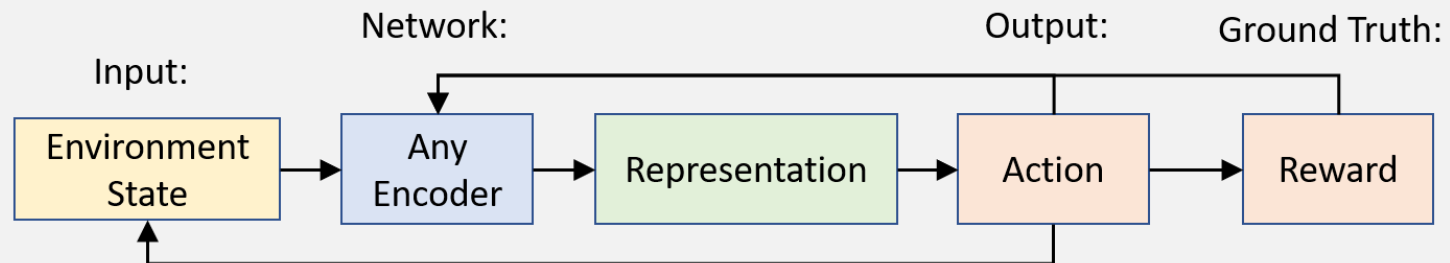 Network:
Output:
Ground Truth:
Input:
Environment
State
Any
Encoder
Representation
Action
Reward